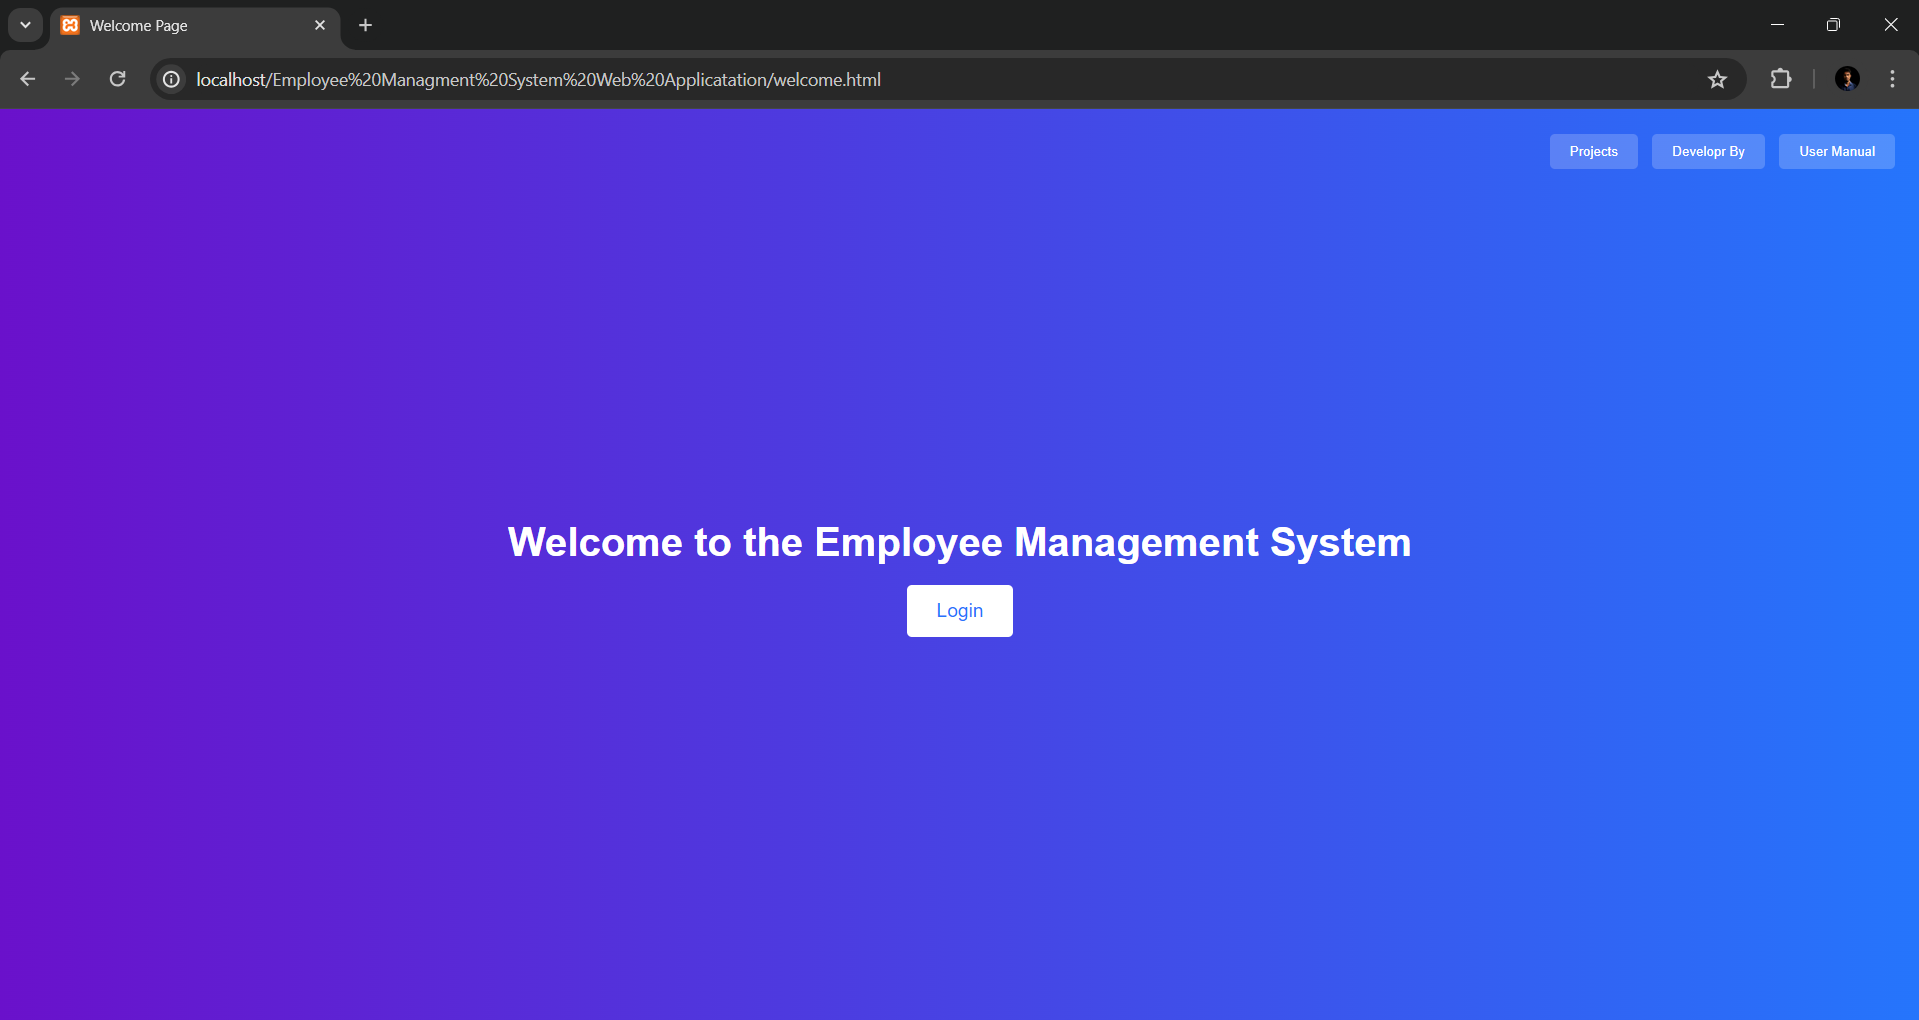 Welcome Page
localhost/Employee%20Managment%20System%20Web%20Applicatation/welcome.html
Projects
Developr By
User Manual
Welcome to the Employee Management System
Login